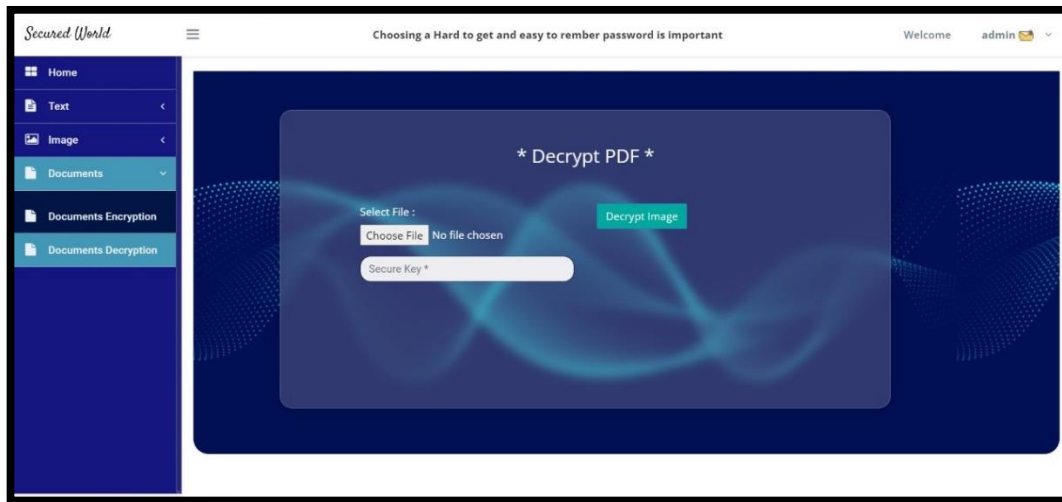 Secured World
Choosing a Hard to get and easy to rember password is important
Welcome admin
Home
Text
Image
Documents
Documents Encryption
Documents Decryption
* Decrypt PDF *
Select File :
Choose File No file chosen
Decrypt Image
Secure Key *